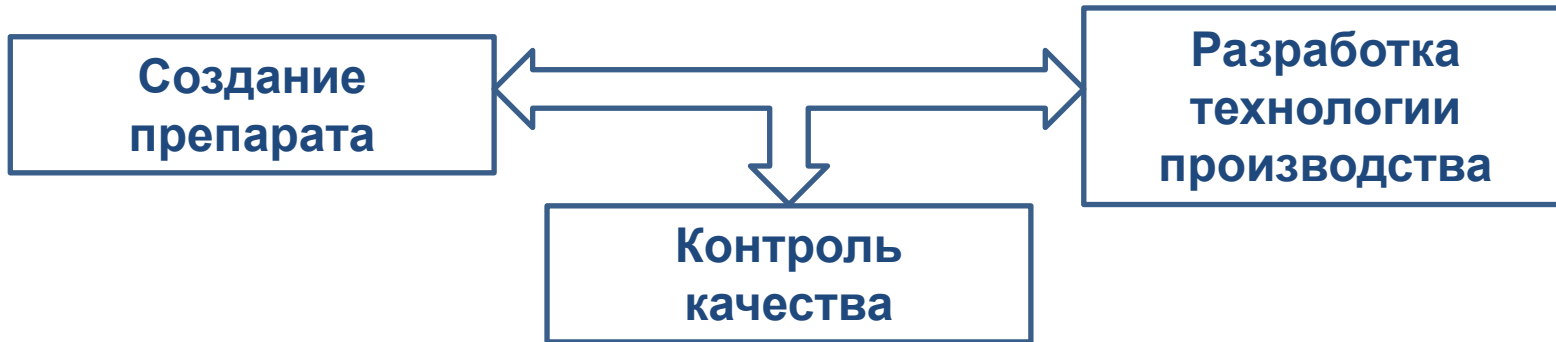 Создание
препарата
Разработка
технологии
производства
Контроль
качества